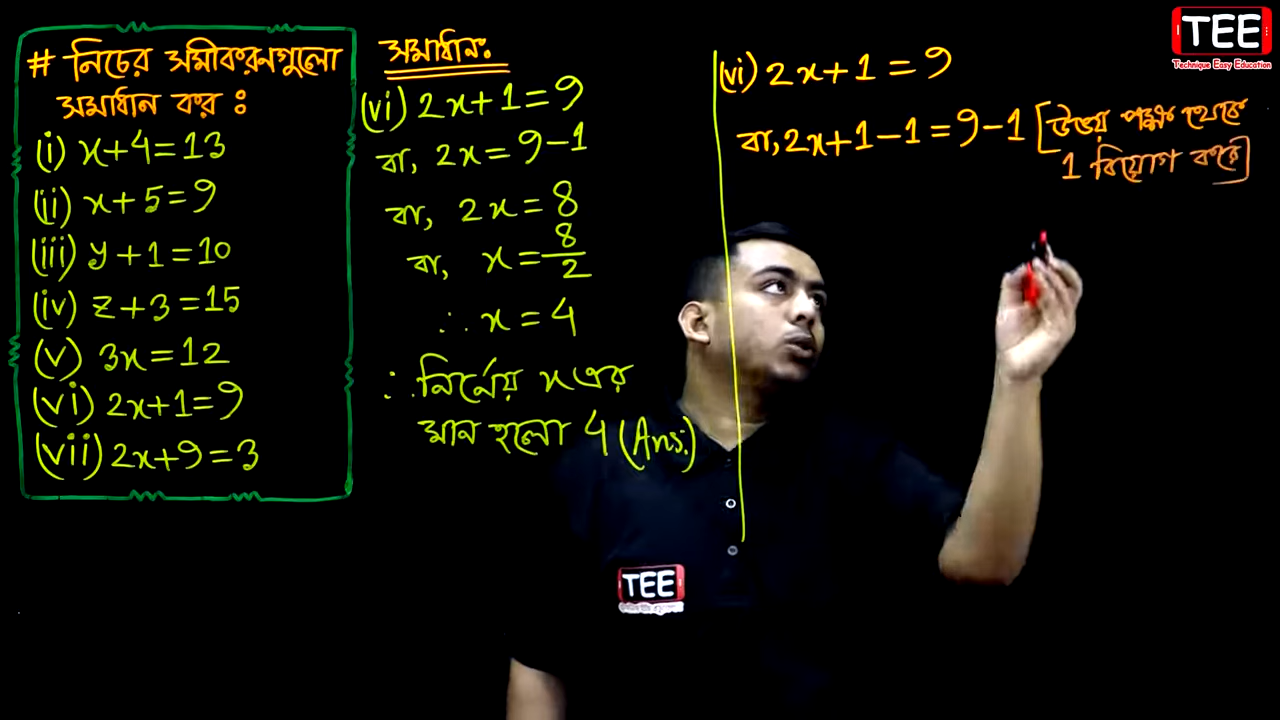 # নিচের সমীকরণগুলো
সমাধান কর :
(i) x+4=13
(ii) x+5=9
(iii) y+1=10
(iv) z+3=15
(v) 3x=12
(vi) 2x+1=9
(vii) 2x+9=3
সমাধান:
(vi) 2x+1=9
বা, 2x=9-1
বা, 2x=8
বা, x=8/2
∴ x=4
∴ নির্ণেয় x এর
মান হলো 4 (Ans:)
(vi) 2x+1=9
বা, 2x+1-1=9-1 [উভয় পক্ষ থেকে
1 বিয়োগ করে]
TEE
Technique Easy Education
TEE